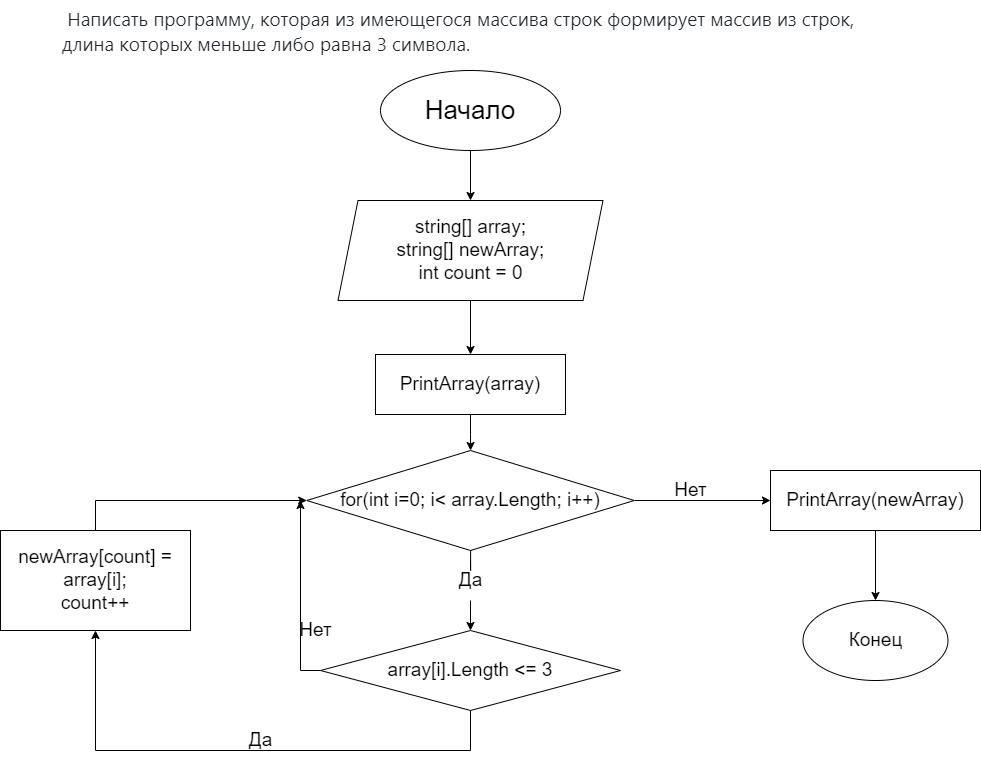 Написать программу, которая из имеющегося массива строк формирует массив из строк,
длина которых меньше либо равна 3 символа.
Начало
string[] array;
string[] newArray;
int count = 0
PrintArray(array)
for(int i=0; i< array.Length; i++)
Нет
PrintArray(newArray)
newArray[count] =
array[i];
count++
Да
Нет
Конец
array[i].Length <= 3
Да